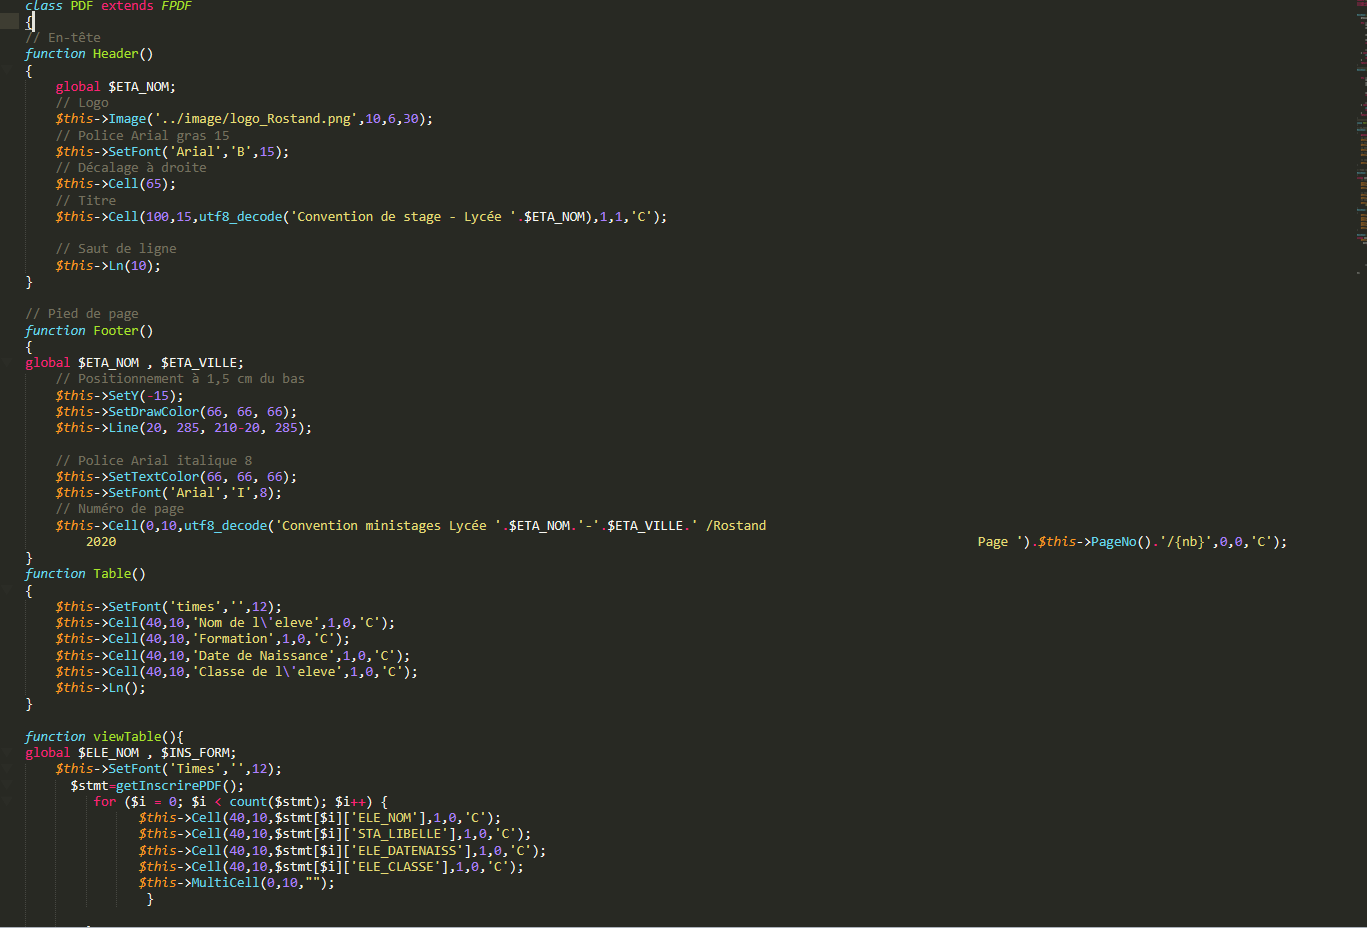 class PDF extends FPDF
{
// En-tête
function Header()
{
    global $ETA_NOM;
    // Logo
    $this->Image('../image/logo_Rostand.png',10,6,30);
    // Police Arial gras 15
    $this->SetFont('Arial','B',15);
    // Décalage à droite
    $this->Cell(65);
    // Titre
    $this->Cell(100,15,utf8_decode('Convention de stage - Lycée '.$ETA_NOM),1,1,'C');
    // Saut de ligne
    $this->Ln(10);
}
// Pied de page
function Footer()
{
global $ETA_NOM , $ETA_VILLE;
    // Positionnement à 1,5 cm du bas
    $this->SetY(-15);
    $this->SetDrawColor(66, 66, 66);
    $this->Line(20, 285, 210-20, 285);
    // Police Arial italique 8
    $this->SetTextColor(66, 66, 66);
    $this->SetFont('Arial','I',8);
    // Numéro de page
    $this->Cell(0,10,utf8_decode('Convention ministages Lycée '.$ETA_NOM.'-'.$ETA_VILLE.' /Rostand
        2020                                        Page ').$this->PageNo().'/{nb}',0,0,'C');
}
function Table()
{
    $this->SetFont('times','',12);
    $this->Cell(40,10,'Nom de l\'eleve',1,0,'C');
    $this->Cell(40,10,'Formation',1,0,'C');
    $this->Cell(40,10,'Date de Naissance',1,0,'C');
    $this->Cell(40,10,'Classe de l\'eleve',1,0,'C');
    $this->Ln();
}
function viewTable(){
global $ELE_NOM , $INS_FORM;
    $this->SetFont('Times','',12);
      $stmt=getInscrirePDF();
         for ($i = 0; $i < count($stmt); $i++) {
               $this->Cell(40,10,$stmt[$i]['ELE_NOM'],1,0,'C');
               $this->Cell(40,10,$stmt[$i]['STA_LIBELLE'],1,0,'C');
               $this->Cell(40,10,$stmt[$i]['ELE_DATENAISS'],1,0,'C');
               $this->Cell(40,10,$stmt[$i]['ELE_CLASSE'],1,0,'C');
               $this->MultiCell(0,10,"");
                }